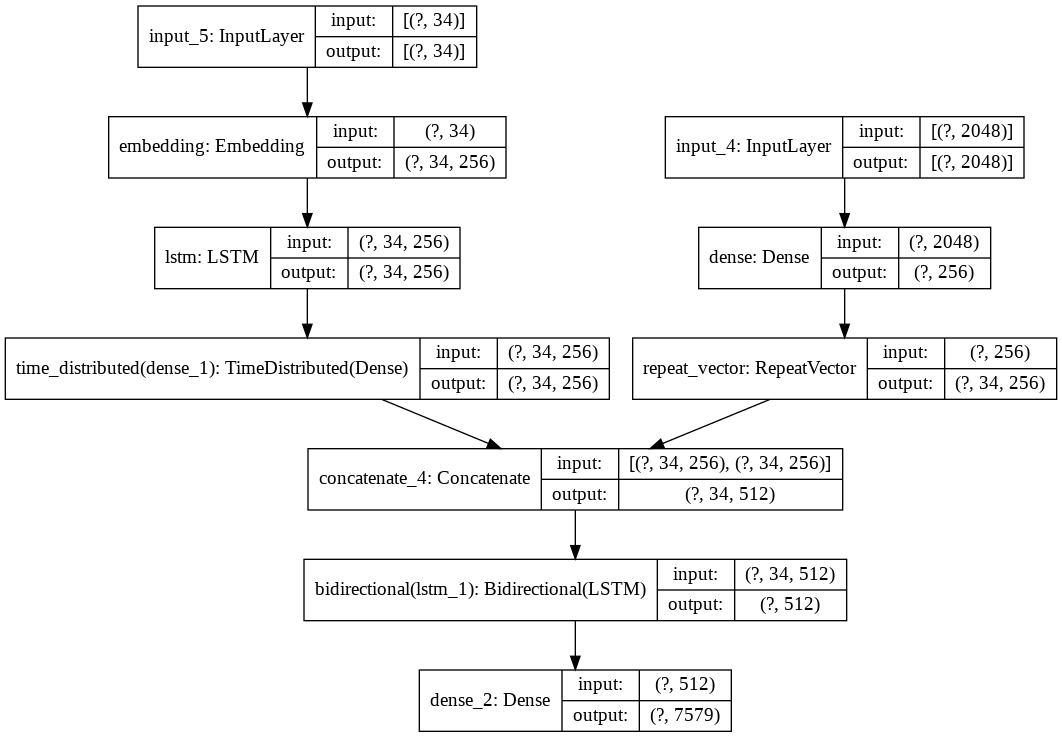 input_5: InputLayer
input:
[(?, 34)]
output:
[(?, 34)]
embedding: Embedding
input:
(?, 34)
output:
(?, 34, 256)
input_4: InputLayer
input:
[(?, 2048)]
output:
[(?, 2048)]
lstm: LSTM
input:
(?, 34, 256)
output:
(?, 34, 256)
dense: Dense
input:
(?, 2048)
output:
(?, 256)
time_distributed(dense_1): TimeDistributed(Dense)
input:
(?, 34, 256)
output:
(?, 34, 256)
repeat_vector: RepeatVector
input:
(?, 256)
output:
(?, 34, 256)
concatenate_4: Concatenate
input:
[(?, 34, 256), (?, 34, 256)]
output:
(?, 34, 512)
bidirectional(lstm_1): Bidirectional(LSTM)
input:
(?, 34, 512)
output:
(?, 512)
dense_2: Dense
input:
(?, 512)
output:
(?, 7579)